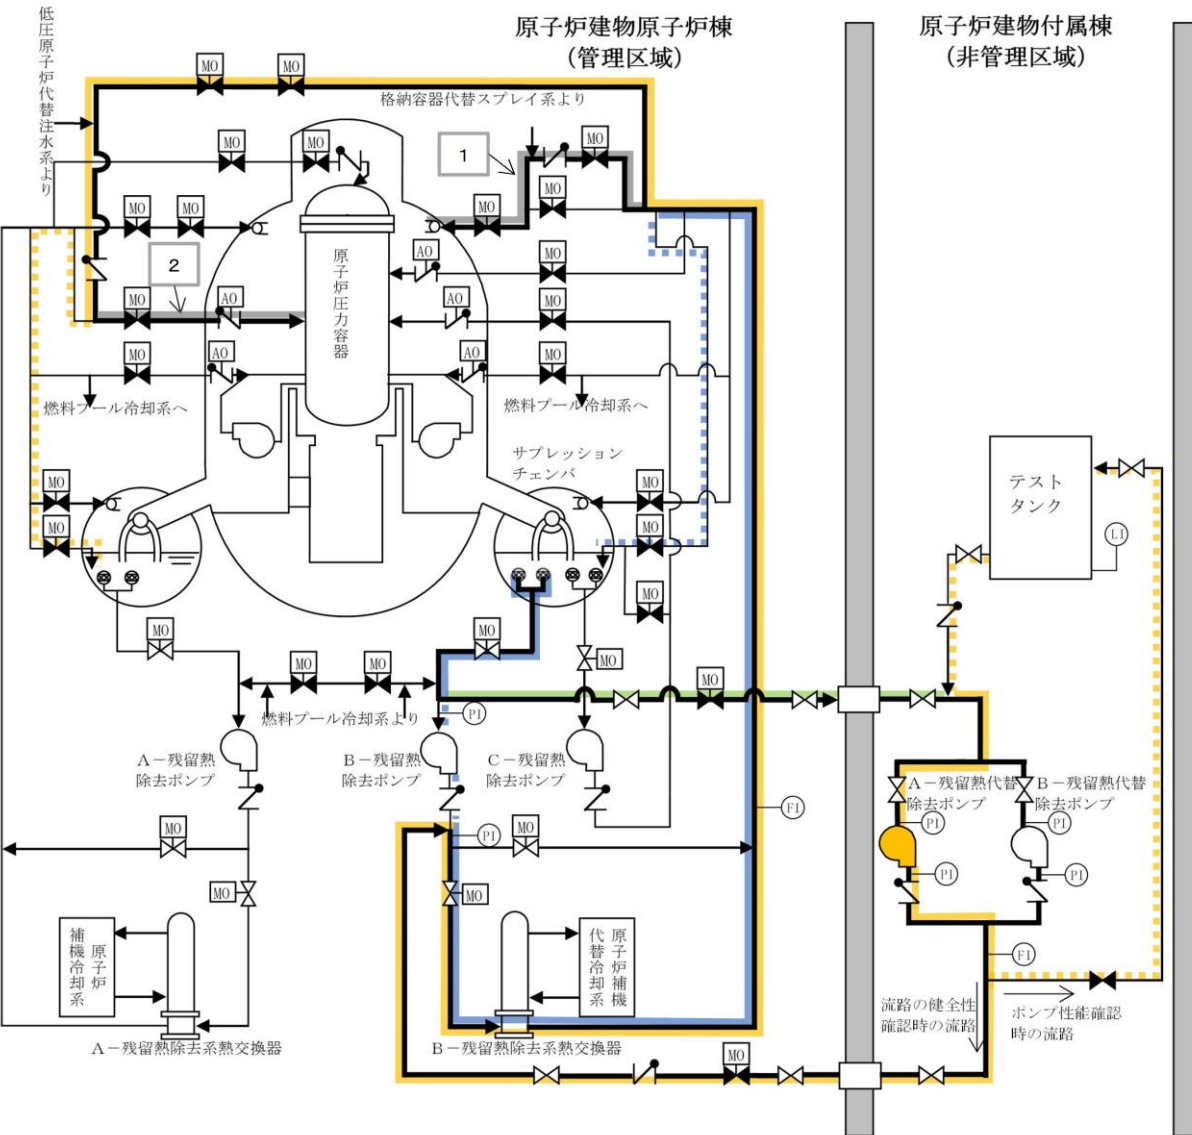 原子炉建物原子炉棟
(管理区域)
原子炉建物付属棟
(非管理区域)
低圧原子炉代替注水系より
MO
MO
格納容器代替スプレイ系より
MO
MO
1
MO
MO
MO
MO
MO
MO
2
原子炉圧力容器
AO
MO
MO
AO
AO
MO
MO
AO
AO
MO
燃料プール冷却系へ
燃料プール冷却系へ
サプレッション
チェンバ
MO
MO
MO
MO
MO
テスト
タンク
LI
MO
MO
MO
MO
MO
MO
燃料プール冷却系より
PI
A－残留熱
除去ポンプ
B－残留熱
除去ポンプ
C－残留熱
除去ポンプ
A－残留熱代替
除去ポンプ
B－残留熱代替
除去ポンプ
FI
PI
PI
PI
PI
MO
PI
MO
MO
MO
原子炉
補機冷却系
原子炉補機
代替冷却系
FI
流路の健全性
確認時の流路
ポンプ性能確認
時の流路
A－残留熱除去系熱交換器
B－残留熱除去系熱交換器
MO